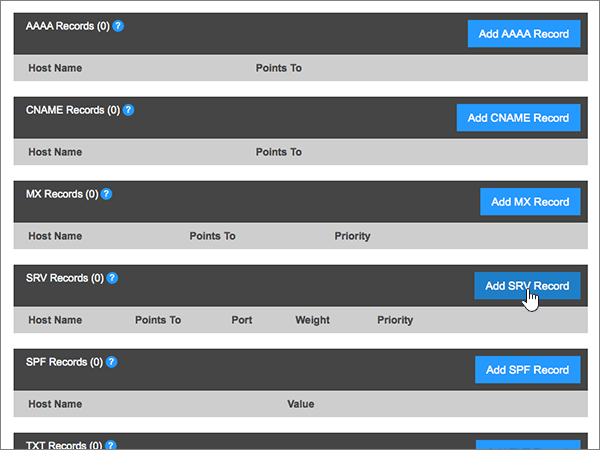 AAAA Records (0) ?
Add AAAA Record
Host Name Points To
CNAME Records (0) ?
Add CNAME Record
Host Name Points To
MX Records (0) ?
Add MX Record
Host Name Points To Priority
SRV Records (0) ?
Add SRV Record
Host Name Points To Port Weight Priority
SPF Records (0) ?
Add SPF Record
Host Name Value
TXT Records (0) ?